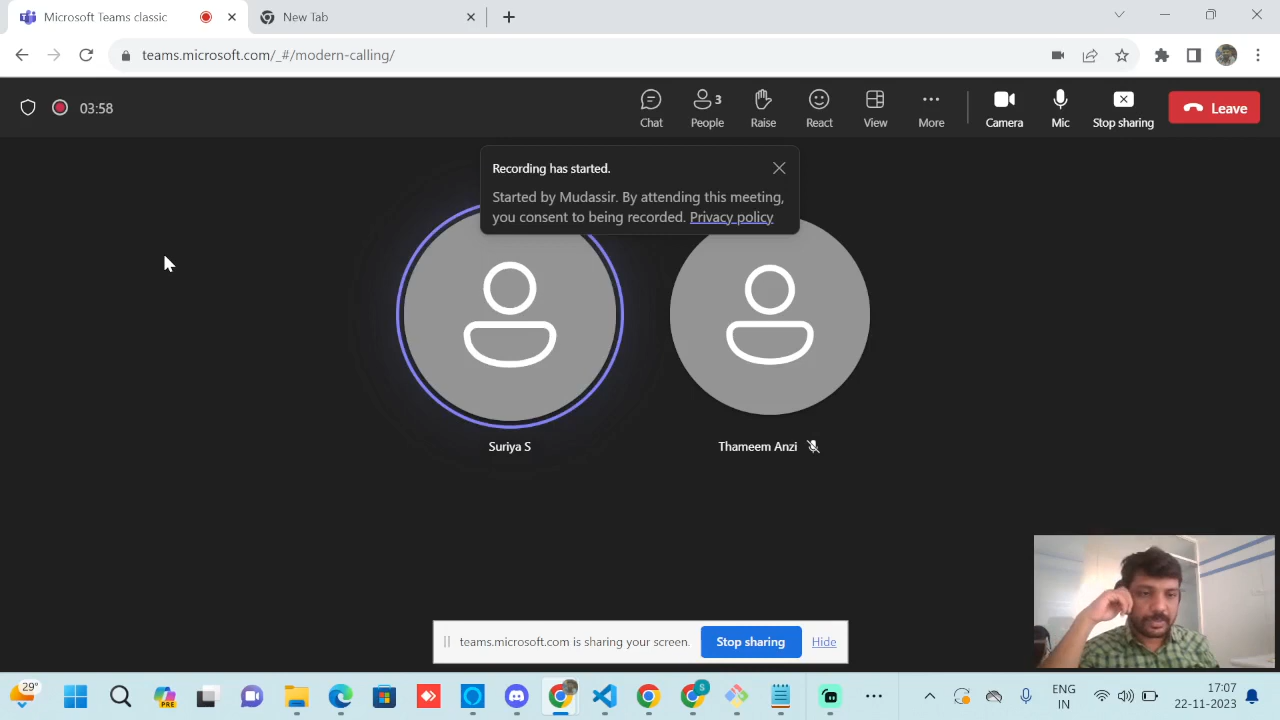 Microsoft Teams classic
New Tab
teams.microsoft.com/_#/modern-calling/
03:58
Chat
People 3
Raise
React
View
More
Camera
Mic
Stop sharing
Leave
Recording has started.
Started by Mudassir. By attending this meeting,
you consent to being recorded. Privacy policy
Suriya S
Thameem Anzi
teams.microsoft.com is sharing your screen.
Stop sharing
Hide
29°
PRE
S
ENG
IN
17:07
22-11-2023